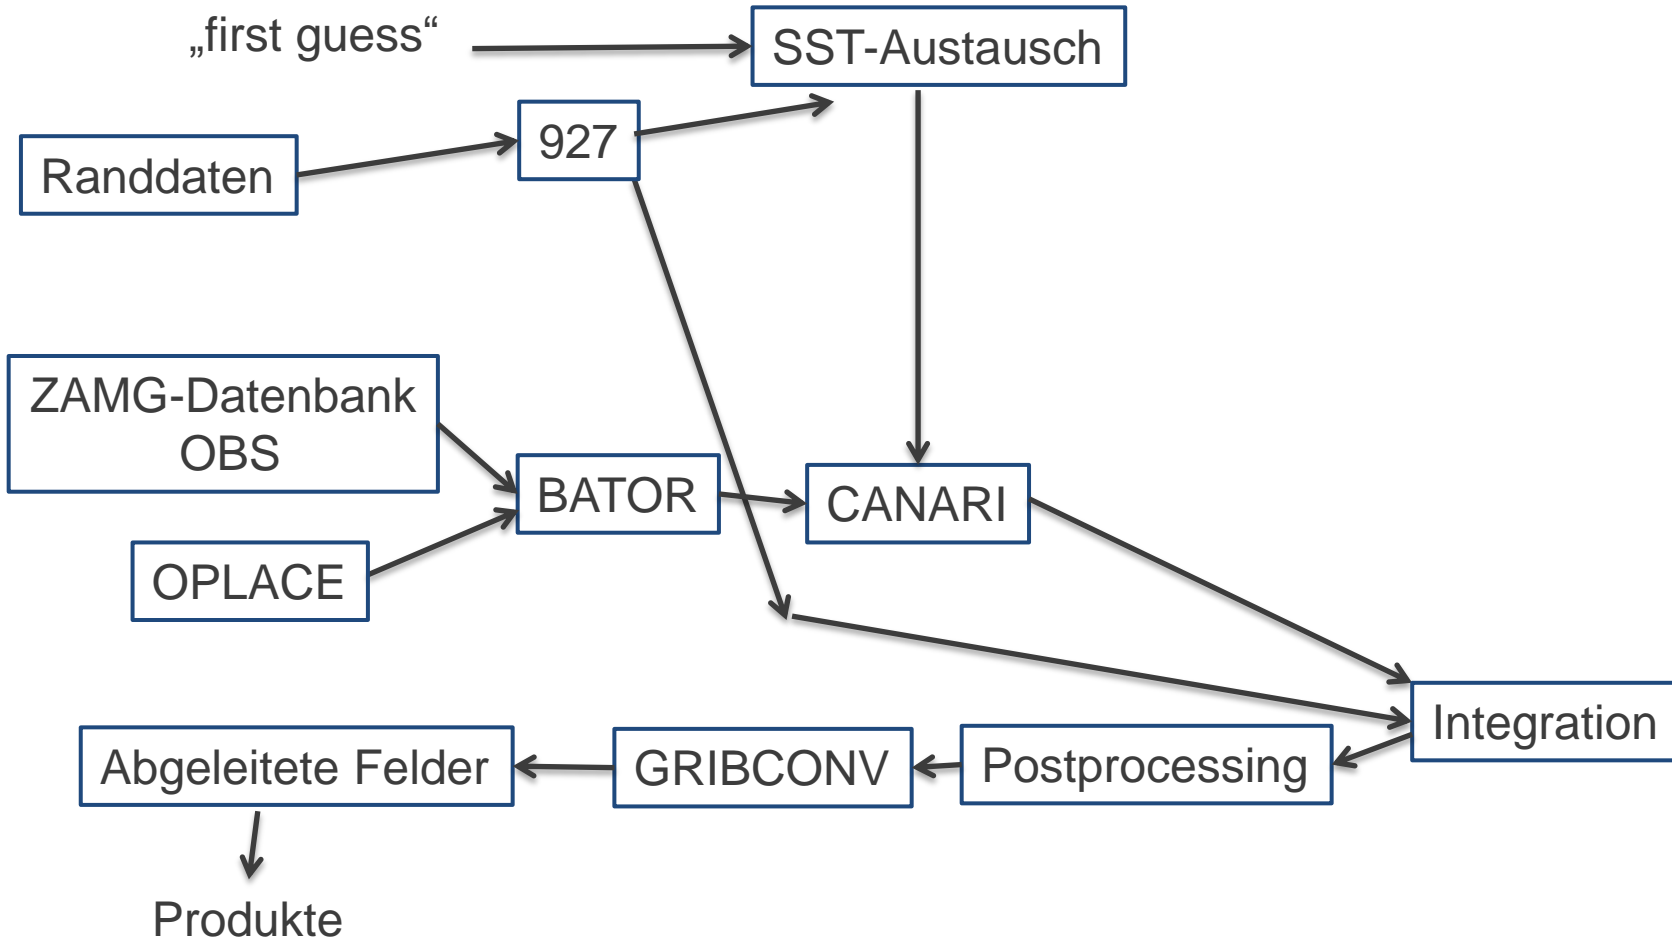 „first guess“
SST-Austausch
927
Randdaten
ZAMG-Datenbank
OBS
BATOR
CANARI
OPLACE
Integration
Postprocessing
GRIBCONV
Abgeleitete Felder
Produkte